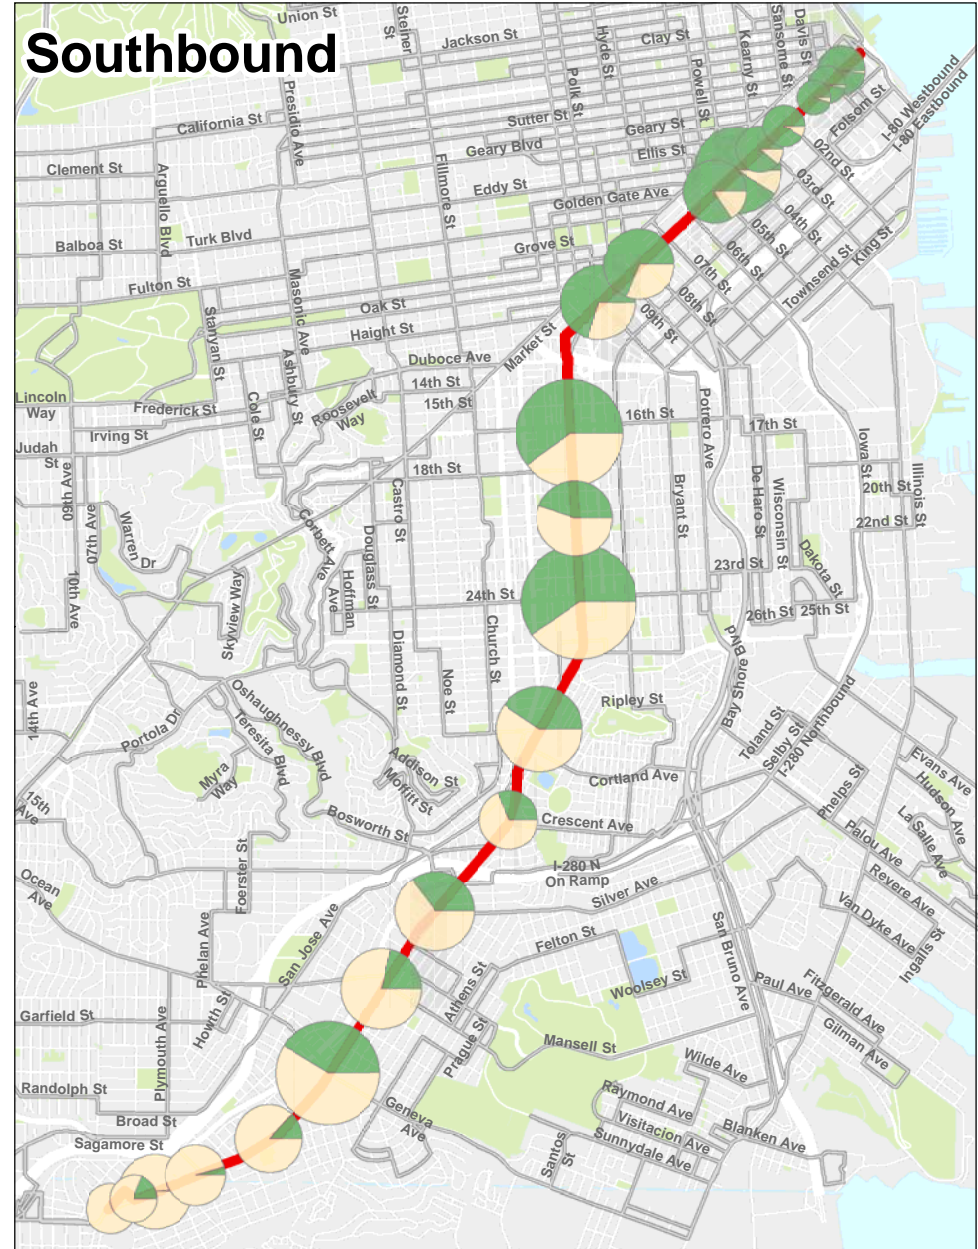 Southbound
Union St
Steiner
St
Jackson St
Hyde St
Clay St
Kearny St
Sansome St
Davis St
Presidio Ave
Polk St
Powell St
Folsom St
I-80 Westbound
I-80 Eastbound
California St
Sutter St
Geary St
Geary Blvd
Ellis St
02nd St
Clement St
Arguello Blvd
Fillmore St
Eddy St
Golden Gate Ave
03rd St
04th St
05th St
King St
Balboa St
Turk Blvd
Grove St
06th St
07th St
Townsend St
Fulton St
Masonic Ave
Oak St
08th St
09th St
Stanyan St
Haight St
Market St
Duboce Ave
Ashbury St
14th St
15th St
Lincoln
Way
Frederick St
Cole St
Roosevelt
Way
Potrero Ave
16th St
17th St
Irving St
Judah
St
18th St
Iowa St
Illinois St
09th Ave
07th Ave
Castro St
Bryant St
De Haro St
Wisconsin St
20th St
22nd St
Warren
Dr
Corbett Ave
Douglass St
Hoffman
Ave
Dakota St
23rd St
10th Ave
Skyview Way
24th St
26th St
25th St
Church St
Diamond St
Noe St
Bay Shore Blvd
14th Ave
Oshaughnessy Blvd
Teresita Blvd
Portola Dr
Ripley St
Toland St
Selby St
I-280 Northbound
Myra
Way
Addison St
Moffitt St
Cortland Ave
Evans Ave
Hudson Ave
15th
Ave
Bosworth St
Crescent Ave
Phelps St
La Salle Ave
Palou Ave
Foerster St
I-280 N
On Ramp
Revere Ave
Ocean
Ave
Silver Ave
Van Dyke Ave
Ingalls St
Phelan Ave
San Jose Ave
Felton St
San Bruno Ave
Woolsey St
Athens St
Paul Ave
Fitzgerald Ave
Garfield St
Howth St
Gilman Ave
Plymouth Ave
Prague St
Mansell St
Wilde Ave
Randolph St
Geneva
Ave
Raymond Ave
Broad St
Visitacion Ave
Blanken Ave
Sagamore St
Santos
St
Sunnydale Ave